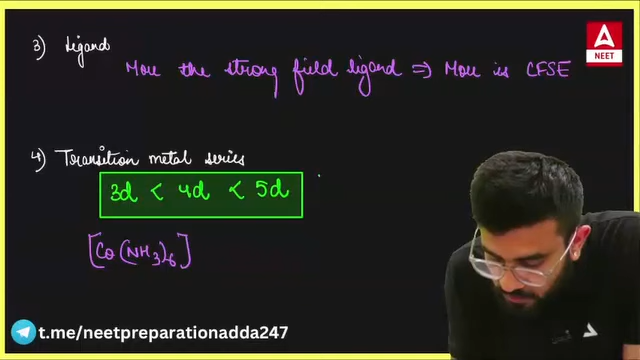 3) Ligand
More the strong field ligand ⇒ More is CFSE
4) Transition metal series
3d < 4d < 5d
[Co(NH3)6]
A
NEET
t.me/neetpreparationadda247